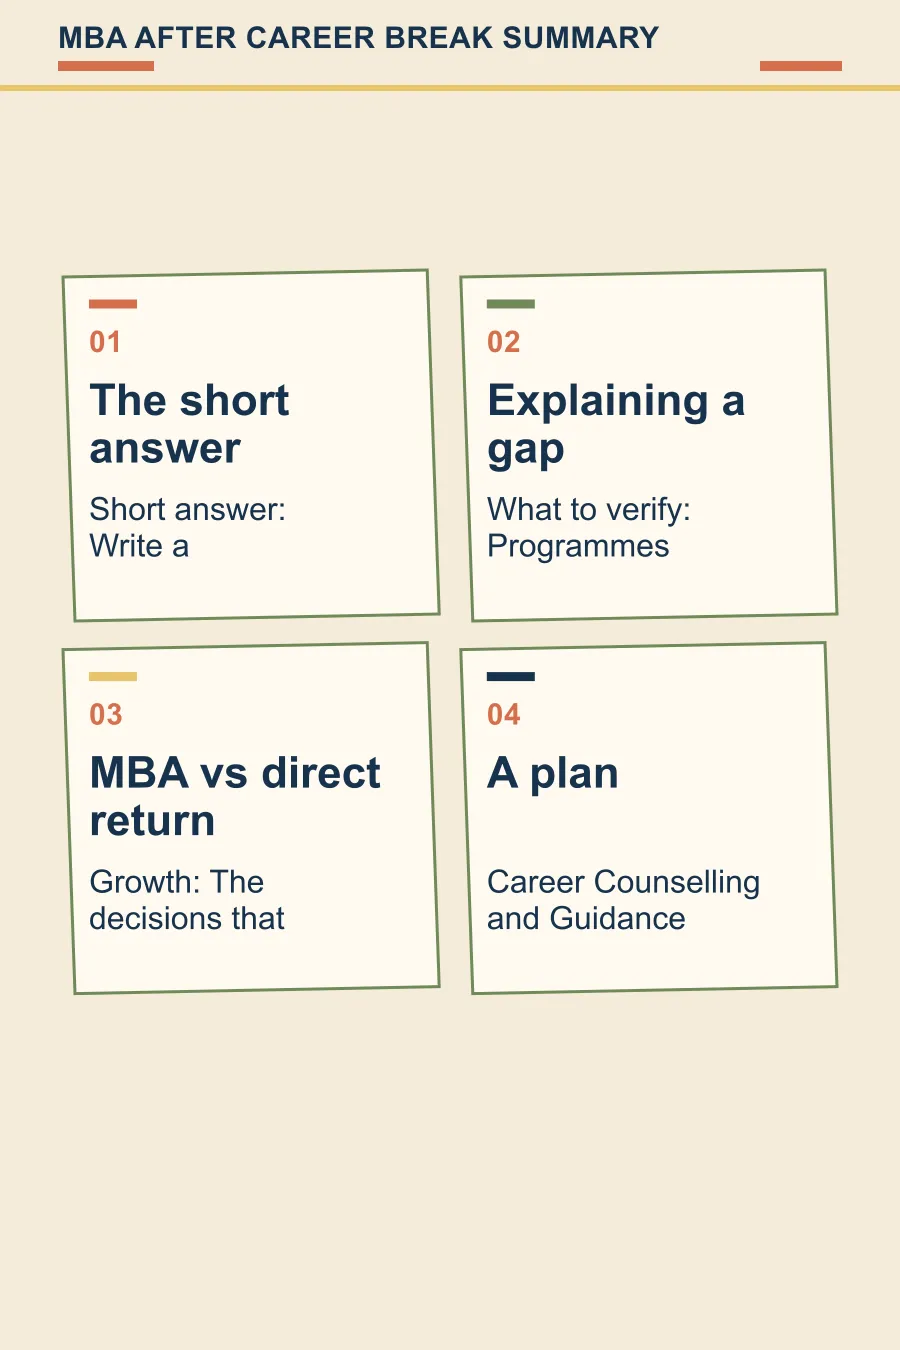 MBA AFTER CAREER BREAK SUMMARY
01
The short
answer
Short answer:
Write a
02
Explaining a
gap
What to verify:
Programmes
03
MBA vs direct
return
Growth: The
decisions that
04
A plan
Career Counselling
and Guidance